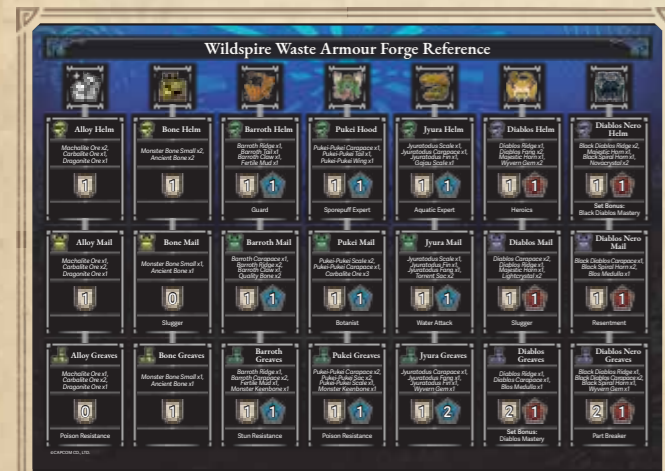 Wildspire Waste Armour Forge Reference
Alloy Helm
Machalite Ore x2,
Carbalite Ore x1,
Dragonite Ore x1
1
Bone Helm
Monster Bone Small x2,
Ancient Bone x2
1
Barroth Helm
Barroth Ridge x1,
Barroth Tail x1,
Barroth Claw x1,
Fertile Mud x1
1 1
Guard
Pukei Hood
Pukei-Pukei Carapace x1,
Pukei-Pukei Tail x1,
Pukei-Pukei Wing x1
1 1
Sporepuff Expert
Jyura Helm
Jyuratodus Scale x1,
Jyuratodus Carapace x1,
Jyuratodus Fin x1,
Gajau Scale x1
1 1
Aquatic Expert
Diablos Helm
Diablos Ridge x1,
Diablos Fang x2,
Majestic Horn x1,
Wyvern Gem x2
1 1
Heroics
Diablos Nero
Helm
Black Diablos Ridge x2,
Majestic Horn x1,
Black Spiral Horn x1,
Novacrystal x2
1 1
Set Bonus:
Black Diablos Mastery
Alloy Mail
Machalite Ore x1,
Carbalite Ore x2,
Dragonite Ore x1
1
Bone Mail
Monster Bone Small x1,
Ancient Bone x1
0
Slugger
Barroth Mail
Barroth Carapace x1,
Barroth Ridge x2,
Barroth Claw x1,
Quality Bone x2
1 1
Pukei Mail
Pukei-Pukei Scale x2,
Pukei-Pukei Carapace x1,
Carbalite Ore x3
1 1
Botanist
Jyura Mail
Jyuratodus Scale x1,
Jyuratodus Fin x1,
Jyuratodus Fang x1,
Torrent Sac x2
1 1
Water Attack
Diablos Mail
Diablos Carapace x2,
Diablos Ridge x1,
Majestic Horn x1,
Lightcrystal x2
1 1
Slugger
Diablos Nero
Mail
Black Diablos Carapace x1,
Black Spiral Horn x2,
Blos Medulla x1
1 1
Resentment
Alloy Greaves
Machalite Ore x1,
Carbalite Ore x2,
Dragonite Ore x1
0
Poison Resistance
Bone Greaves
Monster Bone Small x1,
Ancient Bone x1
1
Barroth
Greaves
Barroth Ridge x1,
Barroth Carapace x2,
Fertile Mud x1,
Monster Keenbone x1
1 1
Stun Resistance
Pukei Greaves
Pukei-Pukei Carapace x2,
Pukei-Pukei Sac x2,
Pukei-Pukei Scale x1,
Monster Keenbone x1
1 1
Poison Resistance
Jyura Greaves
Jyuratodus Carapace x1,
Jyuratodus Fang x1,
Jyuratodus Fin x1,
Wyvern Gem x1
1 2
Diablos
Greaves
Diablos Ridge x1,
Diablos Carapace x1,
Blos Medulla x1
2 1
Set Bonus:
Diablos Mastery
Diablos Nero
Greaves
Black Diablos Ridge x1,
Black Diablos Carapace x2,
Black Spiral Horn x1,
Wyvern Gem x1
2 1
Part Breaker
©CAPCOM CO., LTD.